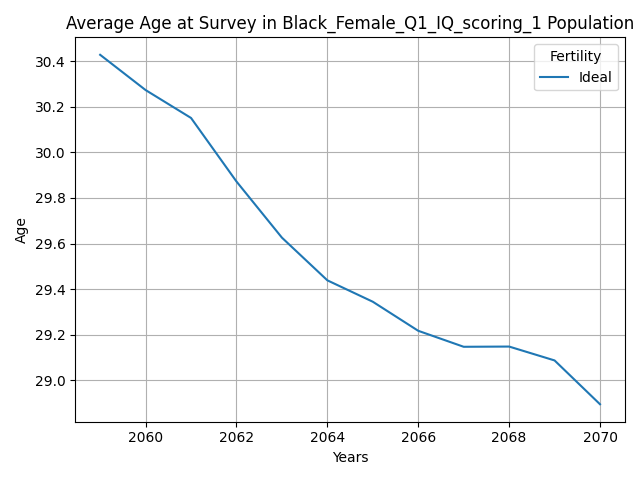 Average Age at Survey in Black_Female_Q1_IQ_scoring_1 Population
Fertility
Ideal
30.4
30.2
30.0
29.8
29.6
29.4
29.2
29.0
Age
2060 2062 2064 2066 2068 2070
Years